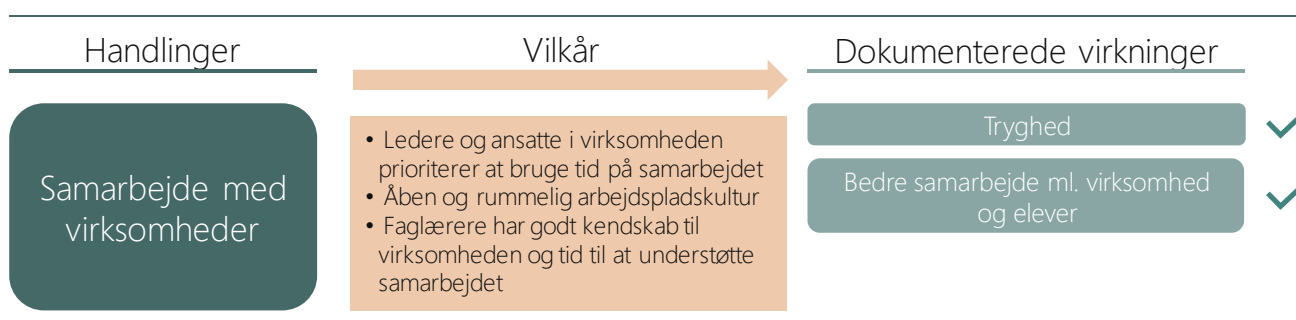 Handlinger
Vilkår
Dokumenterede virkninger
Samarbejde med
virksomheder
• Ledere og ansatte i virksomheden
prioriterer at bruge tid på samarbejdet
• Åben og rummelig arbejdspladskultur
• Faglærere har godt kendskab til
virksomheden og tid til at understøtte
samarbejdet
Tryghed
Bedre samarbejde ml. virksomhed
og elever